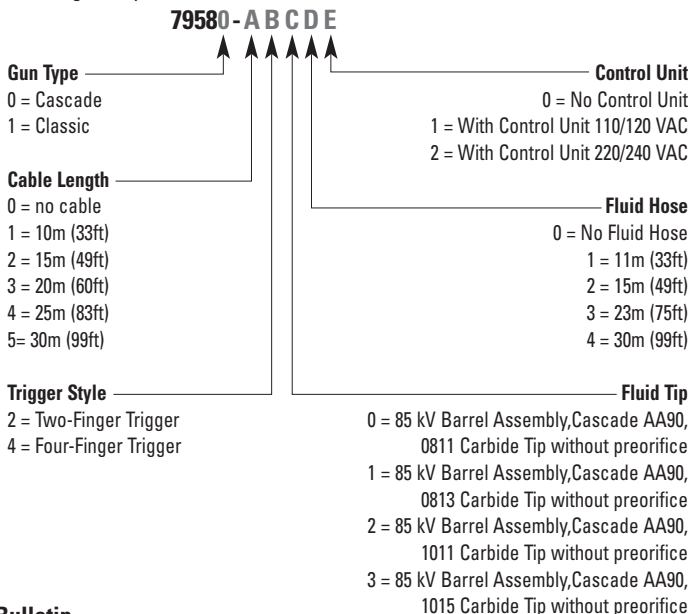 79580-ABCDE
Gun Type
0 = Cascade
1 = Classic
Cable Length
0 = no cable
1 = 10m (33ft)
2 = 15m (49ft)
3 = 20m (60ft)
4 = 25m (83ft)
5= 30m (99ft)
Trigger Style
2 = Two-Finger Trigger
4 = Four-Finger Trigger
Control Unit
0 = No Control Unit
1 = With Control Unit 110/120 VAC
2 = With Control Unit 220/240 VAC
Fluid Hose
0 = No Fluid Hose
1 = 11m (33ft)
2 = 15m (49ft)
3 = 23m (75ft)
4 = 30m (99ft)
Fluid Tip
0 = 85 kV Barrel Assembly,Cascade AA90,
0811 Carbide Tip without preorifice
1 = 85 kV Barrel Assembly,Cascade AA90,
0813 Carbide Tip without preorifice
2 = 85 kV Barrel Assembly,Cascade AA90,
1011 Carbide Tip without preorifice
3 = 85 kV Barrel Assembly,Cascade AA90,
1015 Carbide Tip without preorifice